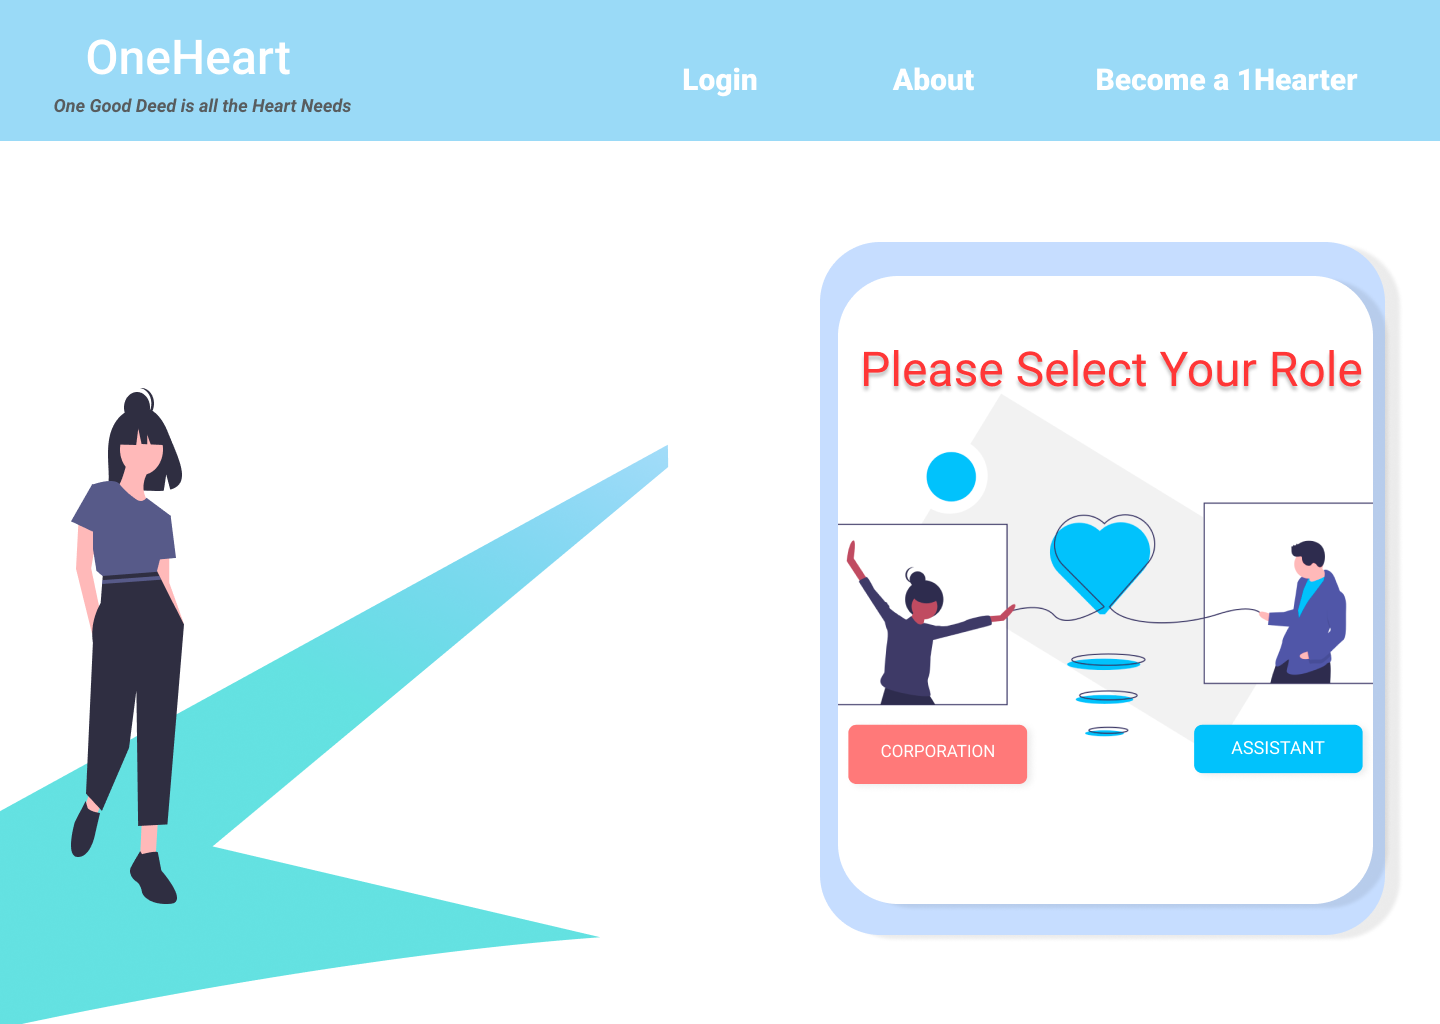 OneHeart
One Good Deed is all the Heart Needs
Login
About
Become a 1Hearter
Please Select Your Role
CORPORATION
ASSISTANT